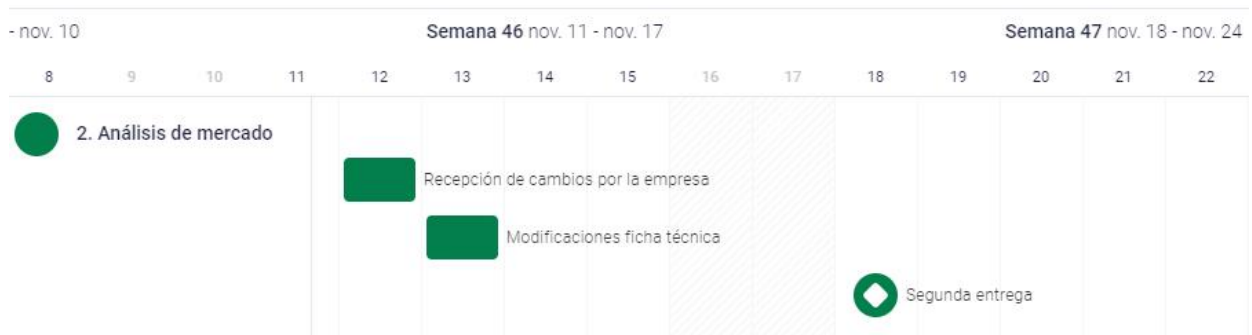 - nov. 10 Semana 46 nov. 11 - nov. 17 Semana 47 nov. 18 - nov. 24
8 9 10 11 12 13 14 15 16 17 18 19 20 21 22
2. Análisis de mercado
Recepción de cambios por la empresa
Modificaciones ficha técnica
Segunda entrega